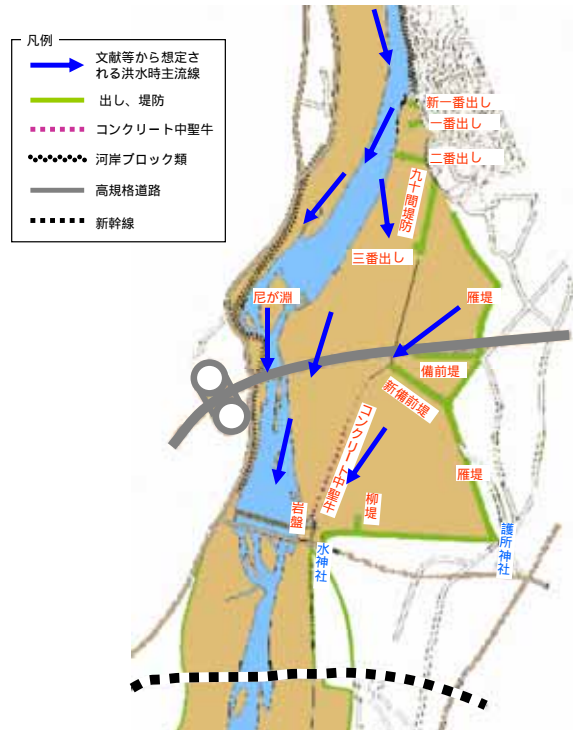 凡例
文献等から想定さ
れる洪水時主流線
出し、堤防
コンクリート中聖牛
河岸ブロック類
高規格道路
新幹線
新一番出し
一番出し
二番出し
九十間堤防
三番出し
尼が淵
雁堤
備前堤
新備前堤
コンクリート中聖牛
雁堤
柳堤
岩盤
水神社
護所神社